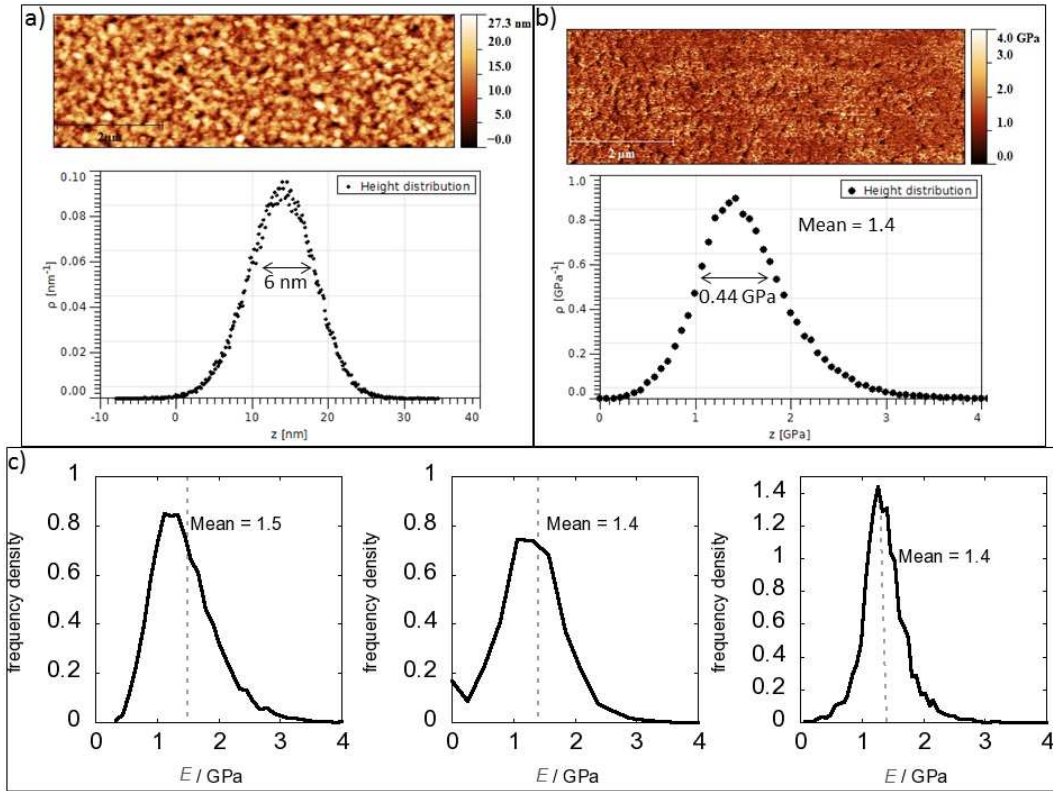 a)
27.3 nm
20.0
15.0
10.0
5.0
−0.0
2 µm
0.10
0.08
0.06
0.04
0.02
0.00
ρ [nm⁻¹]
Height distribution
6 nm
-10 0 10 20 30 40
z [nm]
b)
4.0 GPa
3.0
2.0
1.0
0.0
2 µm
1.0
0.8
0.6
0.4
0.2
0.0
ρ [GPa⁻¹]
Height distribution
Mean = 1.4
0.44 GPa
0 1 2 3 4
z [GPa]
c)
frequency density
1
0.8
0.6
0.4
0.2
0
Mean = 1.5
0 1 2 3 4
E / GPa
frequency density
1
0.8
0.6
0.4
0.2
0
Mean = 1.4
0 1 2 3 4
E / GPa
frequency density
1.4
1.2
1
0.8
0.6
0.4
0.2
0
Mean = 1.4
0 1 2 3 4
E / GPa